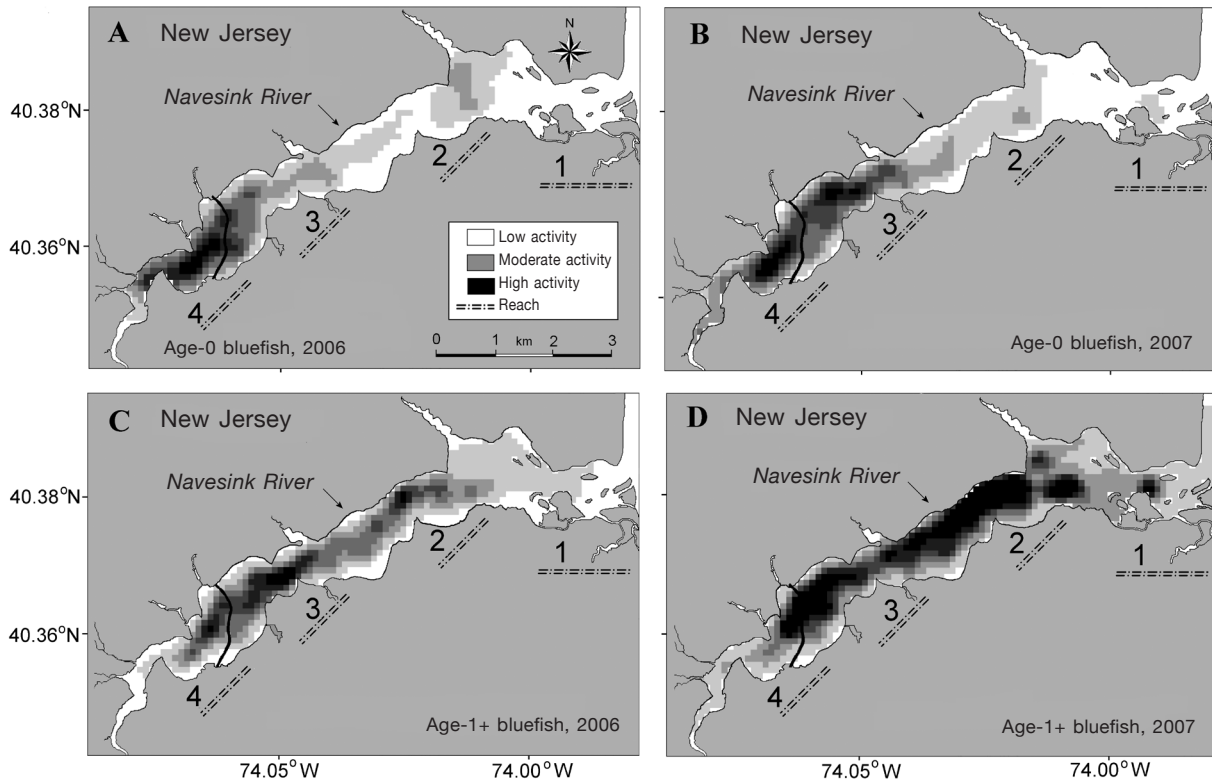 A New Jersey
N
Navesink River
40.38°N
2
1
3
40.36°N
4
Low activity
Moderate activity
High activity
Reach
0 1 km 2 3
Age-0 bluefish, 2006
B New Jersey
Navesink River
2
1
3
4
Age-0 bluefish, 2007
C New Jersey
Navesink River
40.38°N
2
1
3
40.36°N
4
Age-1+ bluefish, 2006
74.05°W
74.00°W
D New Jersey
Navesink River
2
1
3
4
Age-1+ bluefish, 2007
74.05°W
74.00°W